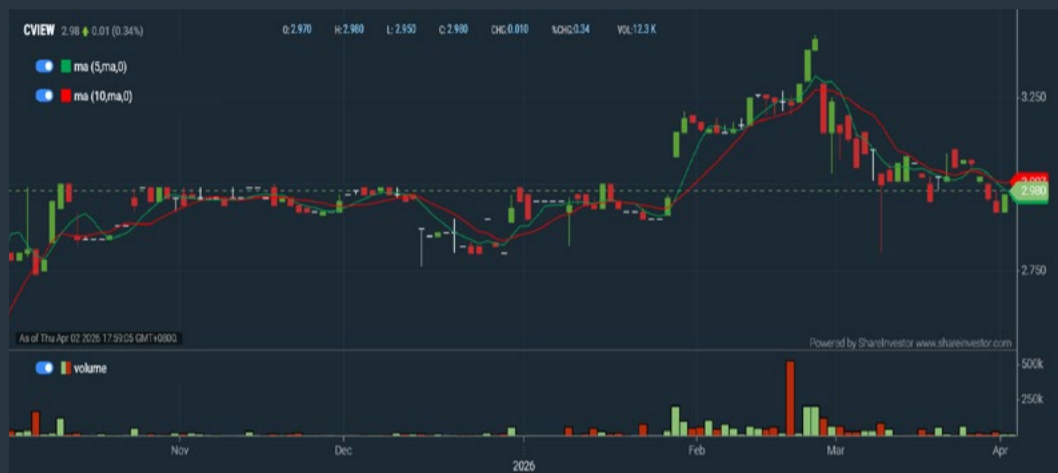 CVIEW 2.98 0.01 (0.34%) O:2.970 H:2.980 L:2.950 C:2.980 CHG:0.010 %CHG:0.34 VOL:12.3 K
ma (5,ma,0)
ma (10,ma,0)
3.250
2.980
2.750
As of Thu Apr 02 2026 17:59:05 GMT+0800.
Powered by ShareInvestor www.shareinvestor.com
volume
500k
250k
Nov Dec 2026 Feb Mar Apr